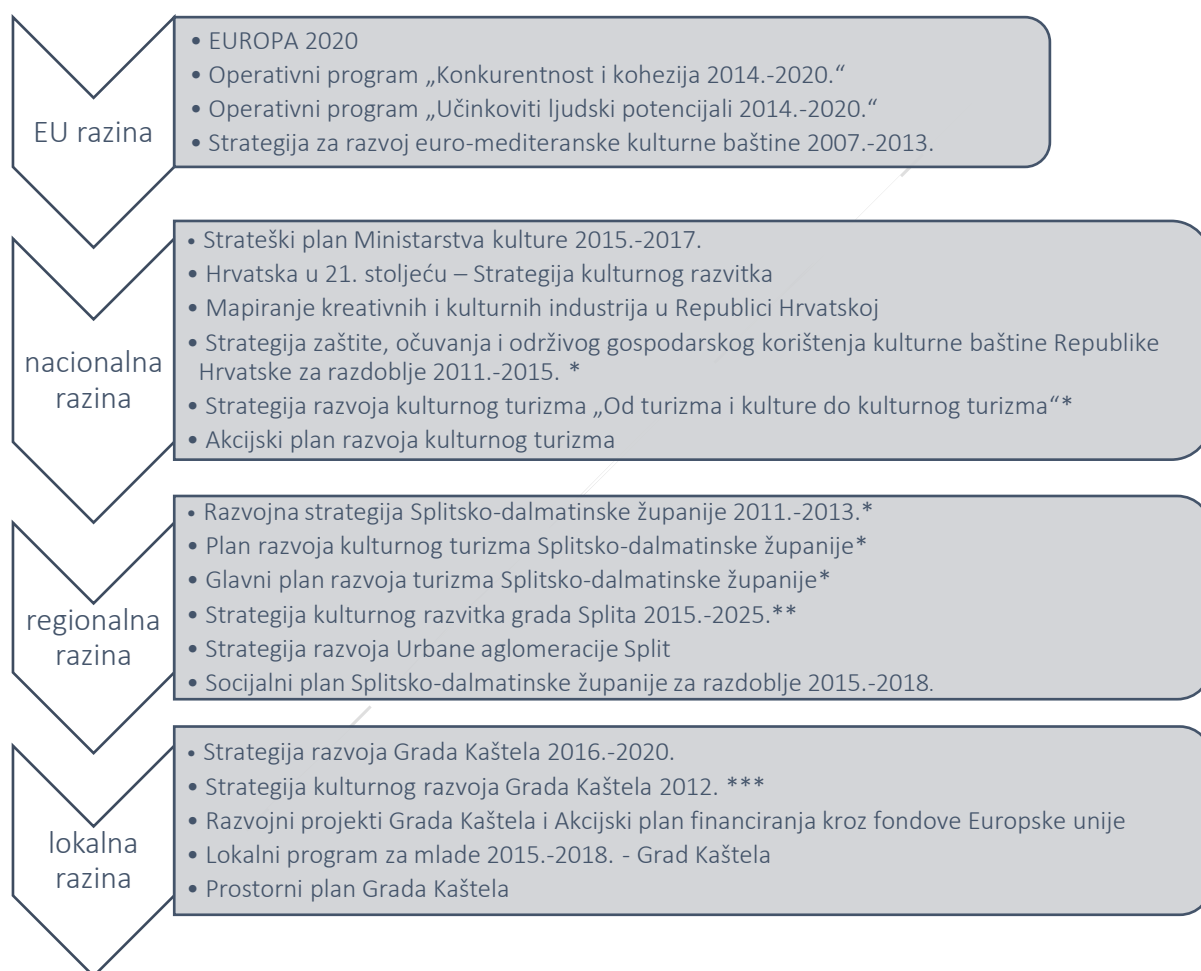 EU razina
• EUROPA 2020
• Operativni program „Konkurentnost i kohezija 2014.-2020.“
• Operativni program „Učinkoviti ljudski potencijali 2014.-2020.“
• Strategija za razvoj euro-mediteranske kulturne baštine 2007.-2013.
nacionalna
razina
• Strateški plan Ministarstva kulture 2015.-2017.
• Hrvatska u 21. stoljeću – Strategija kulturnog razvitka
• Mapiranje kreativnih i kulturnih industrija u Republici Hrvatskoj
• Strategija zaštite, očuvanja i održivog gospodarskog korištenja kulturne baštine Republike
Hrvatske za razdoblje 2011.-2015. *
• Strategija razvoja kulturnog turizma „Od turizma i kulture do kulturnog turizma“*
• Akcijski plan razvoja kulturnog turizma
regionalna
razina
• Razvojna strategija Splitsko-dalmatinske županije 2011.-2013.*
• Plan razvoja kulturnog turizma Splitsko-dalmatinske županije*
• Glavni plan razvoja turizma Splitsko-dalmatinske županije*
• Strategija kulturnog razvitka grada Splita 2015.-2025.**
• Strategija razvoja Urbane aglomeracije Split
• Socijalni plan Splitsko-dalmatinske županije za razdoblje 2015.-2018.
lokalna
razina
• Strategija razvoja Grada Kaštela 2016.-2020.
• Strategija kulturnog razvoja Grada Kaštela 2012. ***
• Razvojni projekti Grada Kaštela i Akcijski plan financiranja kroz fondove Europske unije
• Lokalni program za mlade 2015.-2018. - Grad Kaštela
• Prostorni plan Grada Kaštela